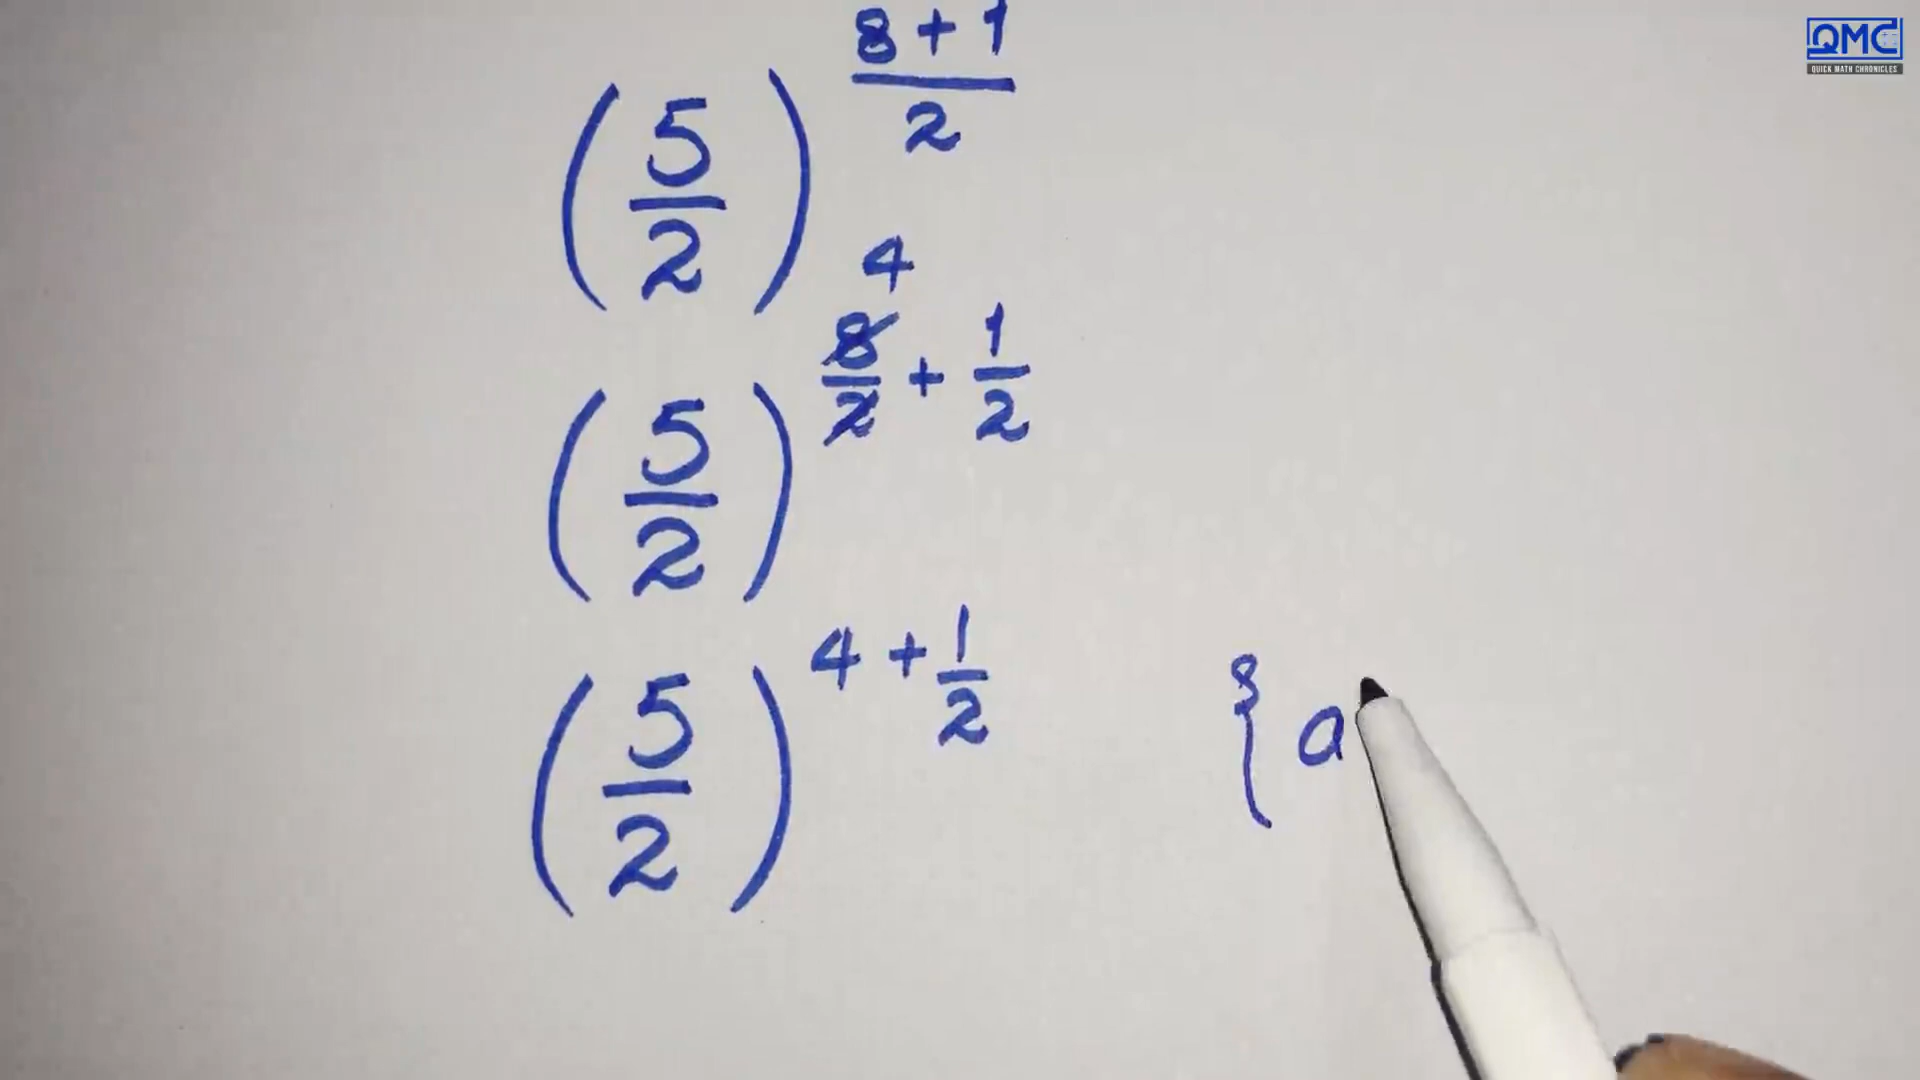 QMC
QUICK MATH CHRONICLES
(5/2)^((8+1)/2)
4
(5/2)^(8/2 + 1/2)
(5/2)^(4 + 1/2) { a